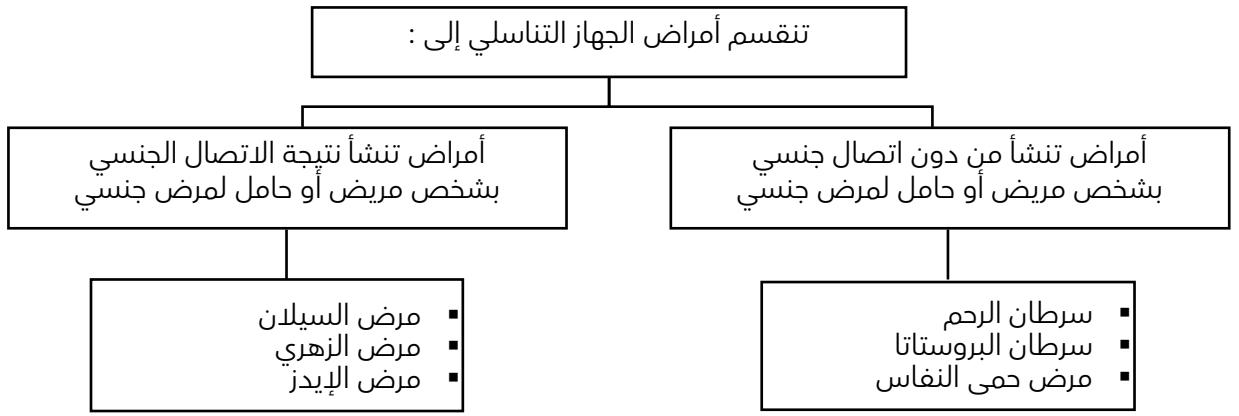 تنقسم أمراض الجهاز التناسلي إلى :
أمراض تنشأ من دون اتصال جنسي
بشخص مريض أو حامل لمرض جنسي
أمراض تنشأ نتيجة الاتصال الجنسي
بشخص مريض أو حامل لمرض جنسي
▪ سرطان الرحم
▪ سرطان البروستاتا
▪ مرض حمى النفاس
▪ مرض السيلان
▪ مرض الزهري
▪ مرض الإيدز